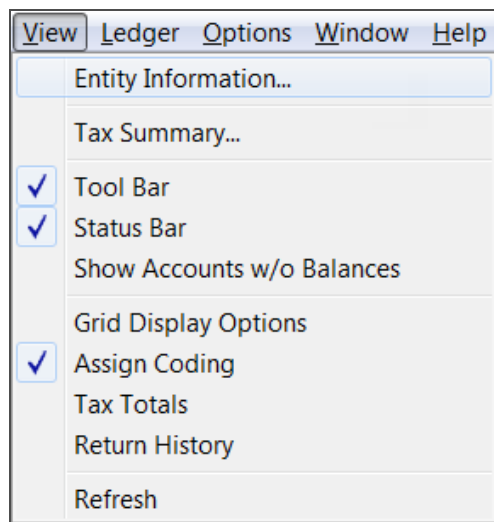 View Ledger Options Window Help
Entity Information...
Tax Summary...
Tool Bar
Status Bar
Show Accounts w/o Balances
Grid Display Options
Assign Coding
Tax Totals
Return History
Refresh